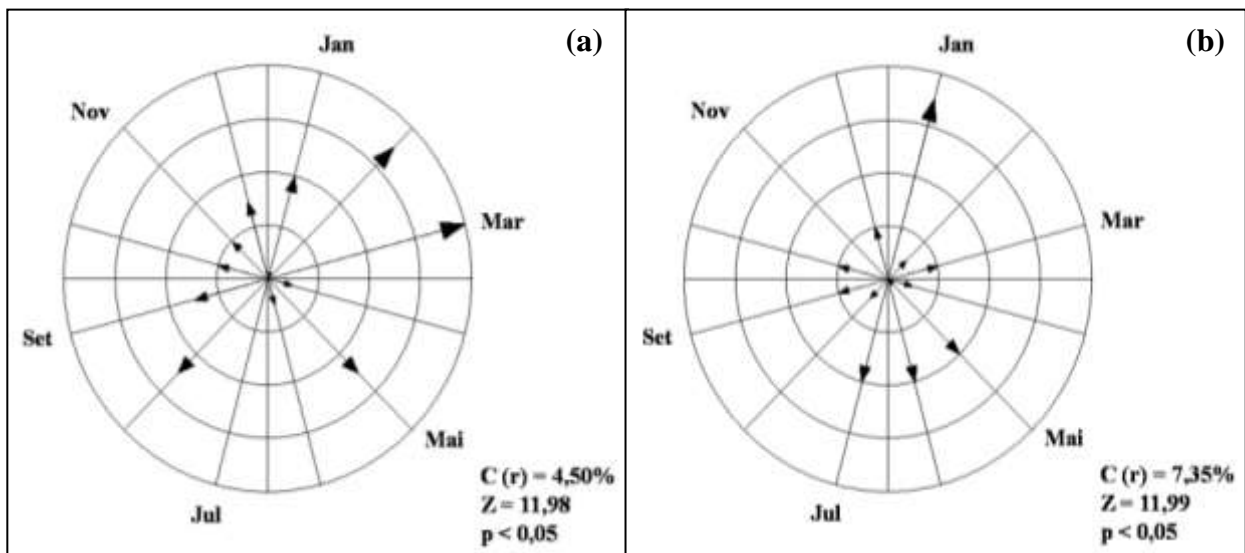 (a)
Jan
Nov
Mar
Set
Mai
Jul
C (r) = 4,50%
Z = 11,98
p < 0,05
(b)
Jan
Nov
Mar
Set
Mai
Jul
C (r) = 7,35%
Z = 11,99
p < 0,05